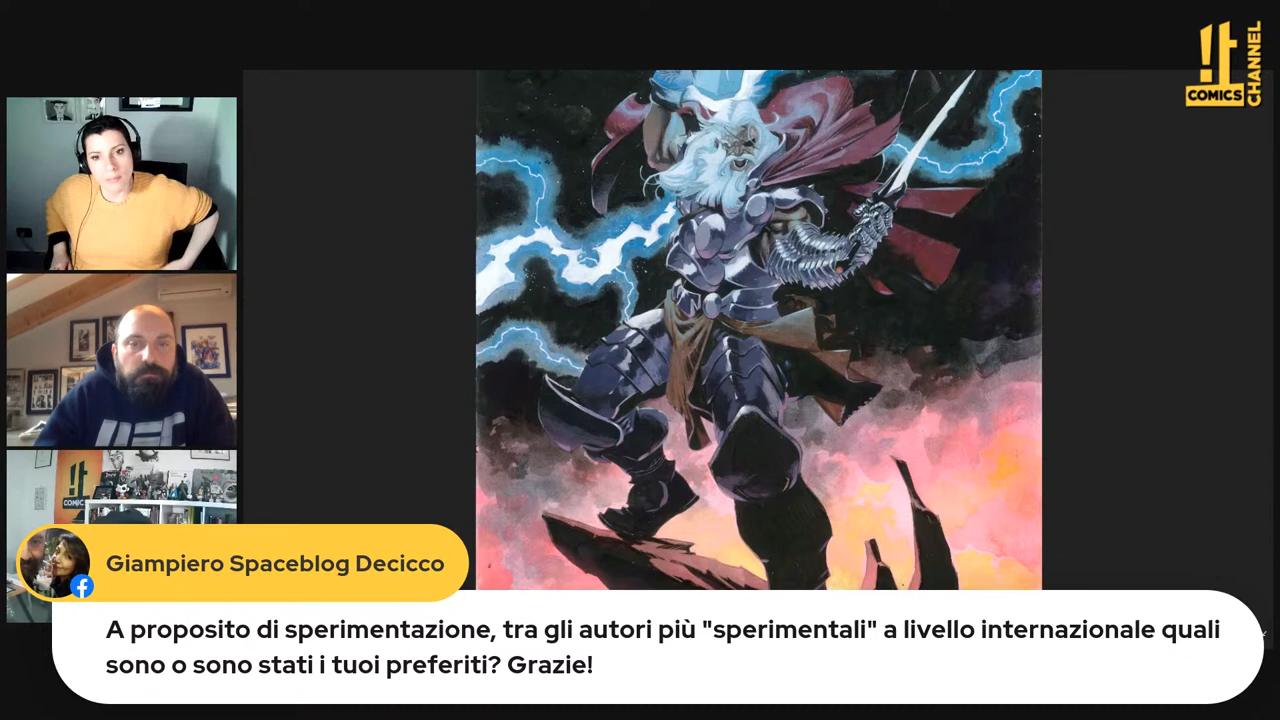 !t
COMICS
CHANNEL
!t
COMICS
Giampiero Spaceblog Decicco
A proposito di sperimentazione, tra gli autori più "sperimentali" a livello internazionale quali
sono o sono stati i tuoi preferiti? Grazie!